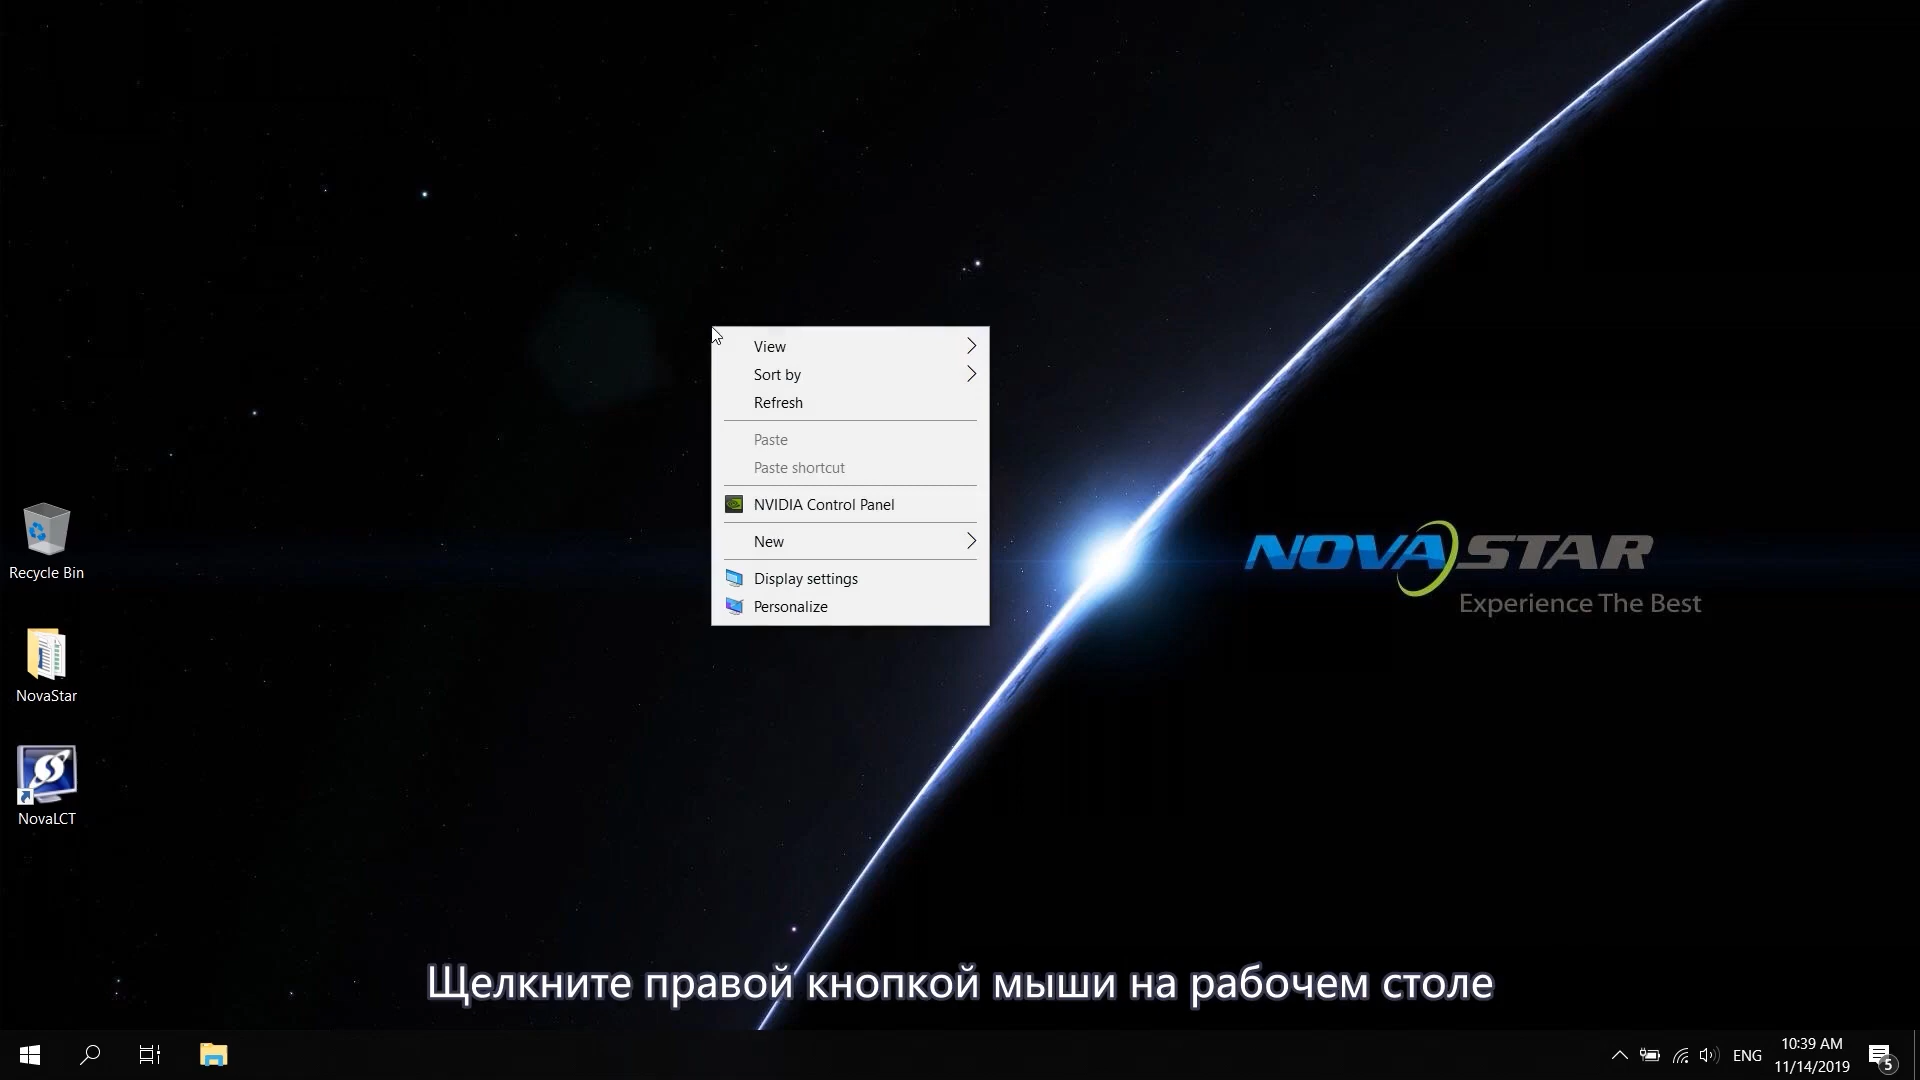 View
Sort by
Refresh
Paste
Paste shortcut
NVIDIA Control Panel
New
Display settings
Personalize
Recycle Bin
NovaStar
NovaLCT
NOVASTAR
Experience The Best
Щелкните правой кнопкой мыши на рабочем столе
ENG
10:39 AM
11/14/2019
5